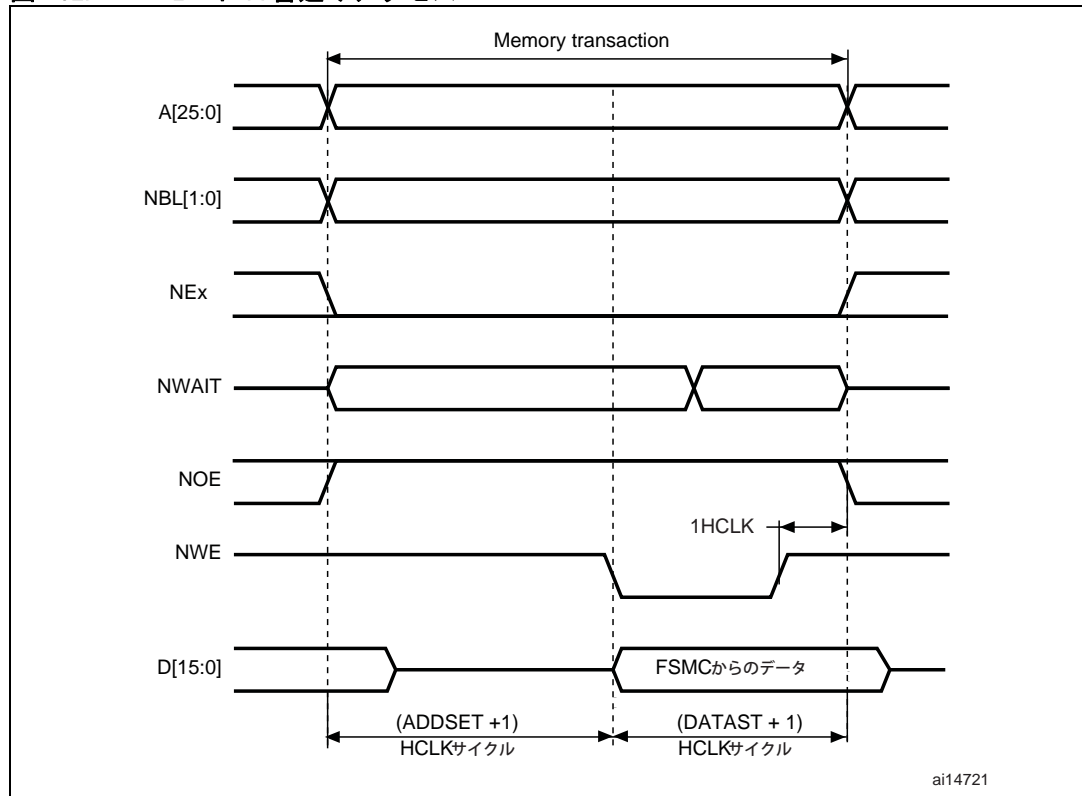 Memory transaction
A[25:0]
NBL[1:0]
NEx
NWAIT
NOE
1HCLK
NWE
D[15:0]
FSMCからのデータ
(ADDSET +1)
HCLKサイクル
(DATAST + 1)
HCLKサイクル
ai14721